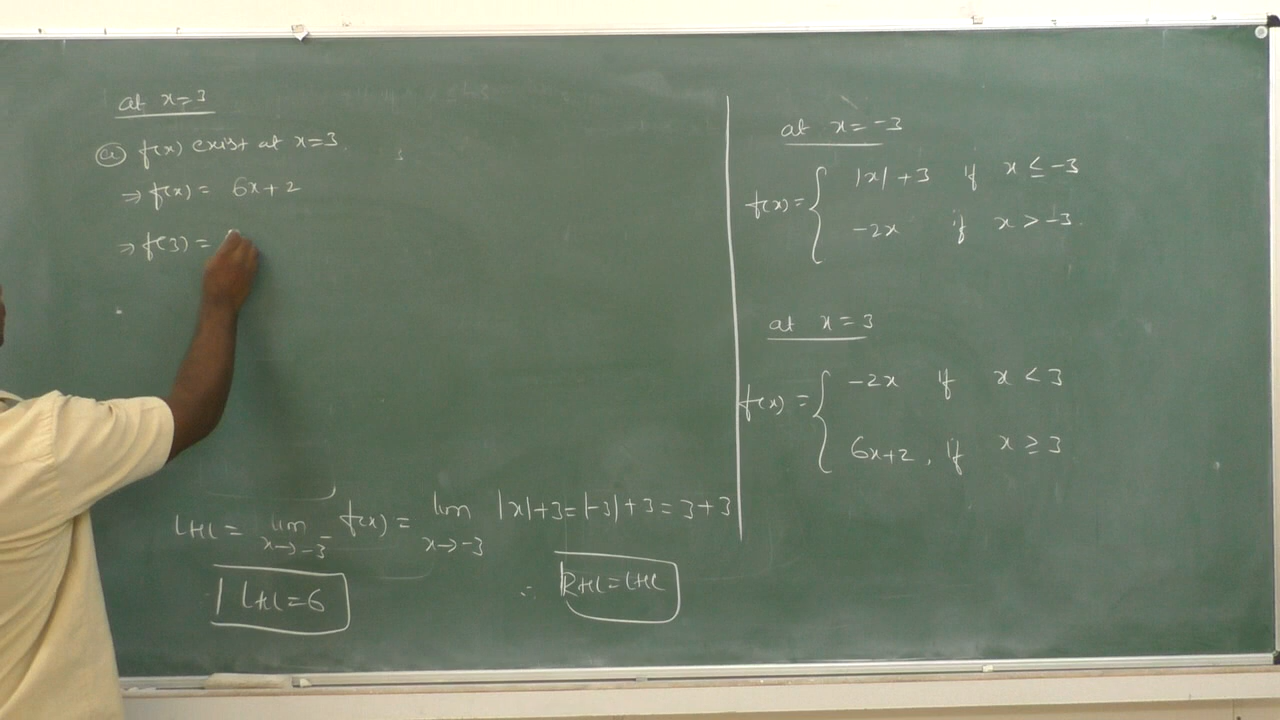 at x=3
(a) f(x) exist at x=3.
⇒ f(x) = 6x+2
⇒ f(3) =
LHL = lim x→-3⁻ f(x) = lim x→-3 |x|+3 = |-3|+3 = 3+3
LHL = 6
∴ RHL = LHL
at x=-3
f(x) = { |x|+3 if x ≤ -3
-2x if x > -3.
at x=3
f(x) = { -2x if x < 3
6x+2, if x ≥ 3